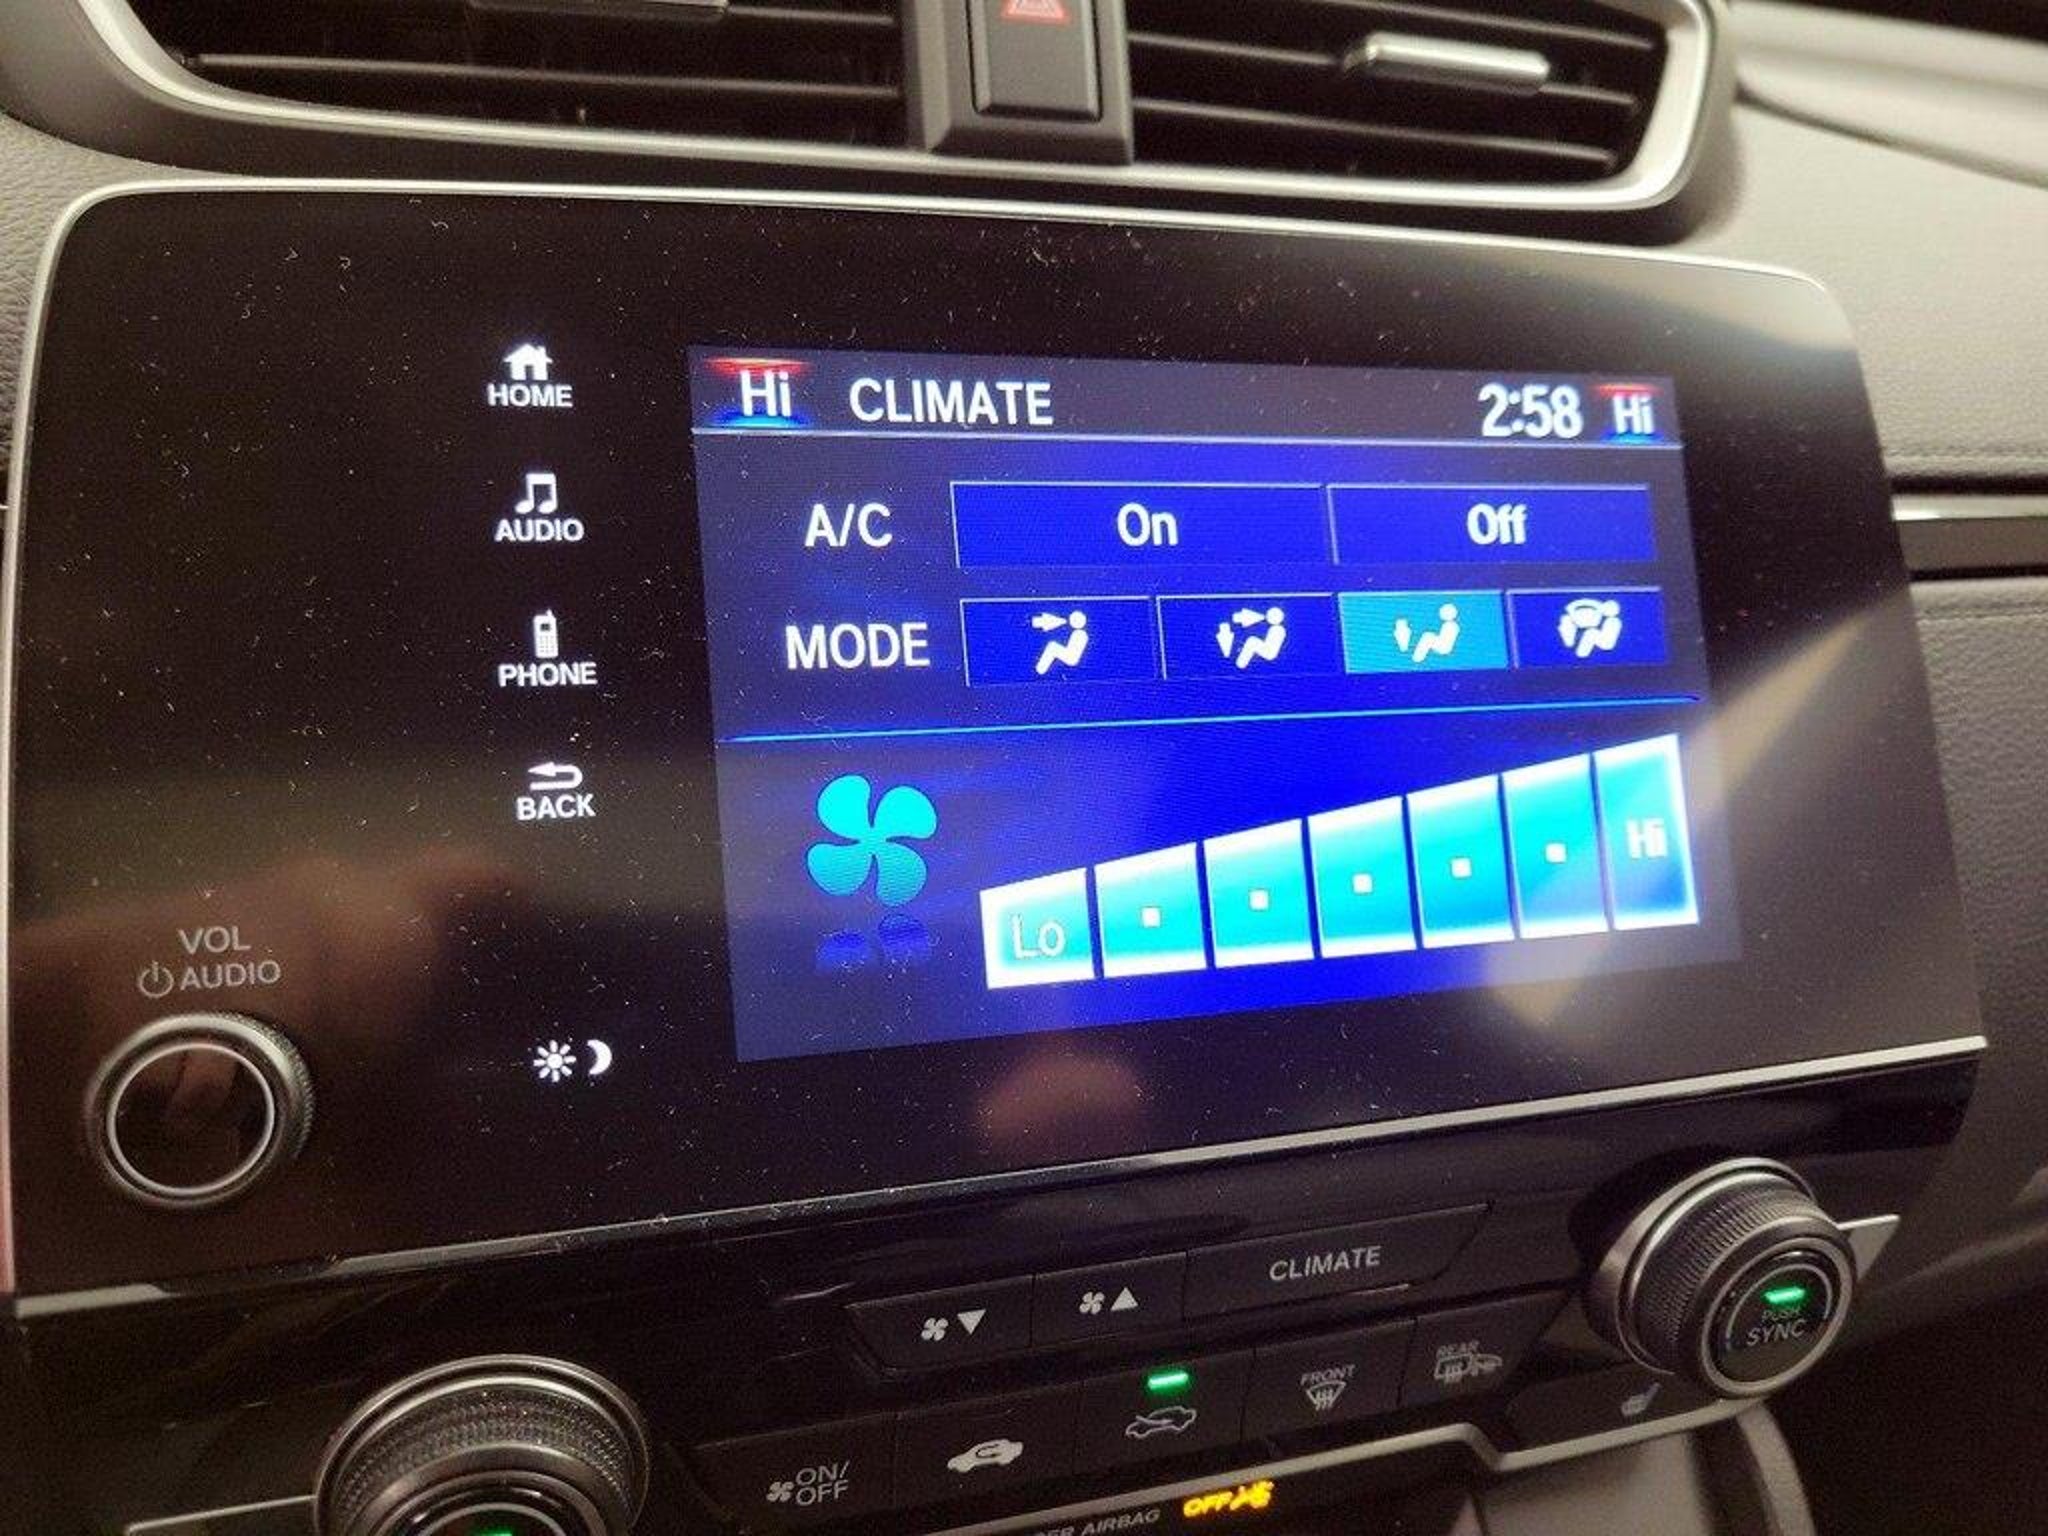 HOME
AUDIO
PHONE
BACK
VOL
AUDIO
Hi CLIMATE 2:58 Hi
A/C On Off
MODE
Lo Hi
CLIMATE
PUSH
SYNC
FRONT
REAR
ON/
OFF
AIRBAG OFF